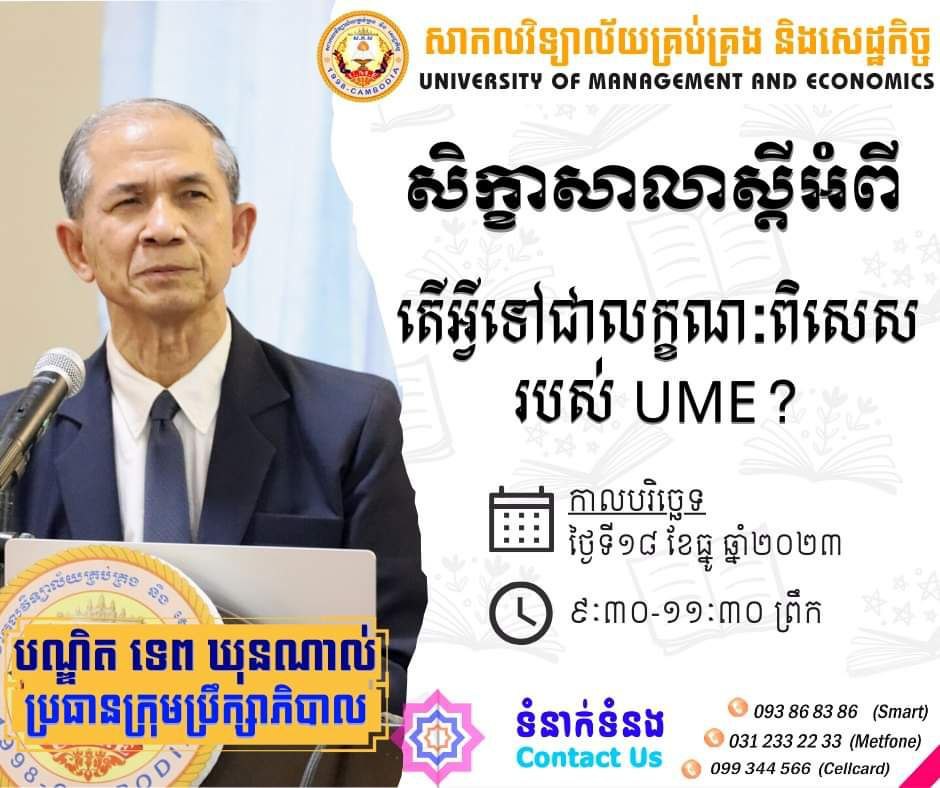 សាកលវិទ្យាល័យគ្រប់គ្រង និងសេដ្ឋកិច្ច
UNIVERSITY OF MANAGEMENT AND ECONOMICS
សិក្ខាសាលាស្តីអំពី
តើអ្វីទៅជាលក្ខណៈពិសេស
របស់ UME ?
កាលបរិច្ឆេទ
ថ្ងៃទី១៨ ខែធ្នូ ឆ្នាំ២០២៣
៩:៣០-១១:៣០ ព្រឹក
បណ្ឌិត ទេព ឃុនណាល់
ប្រធានក្រុមប្រឹក្សាភិបាល
ទំនាក់ទំនង
Contact Us
093 86 83 86 (Smart)
031 233 22 33 (Metfone)
099 344 566 (Cellcard)
1998-CAMBODIA